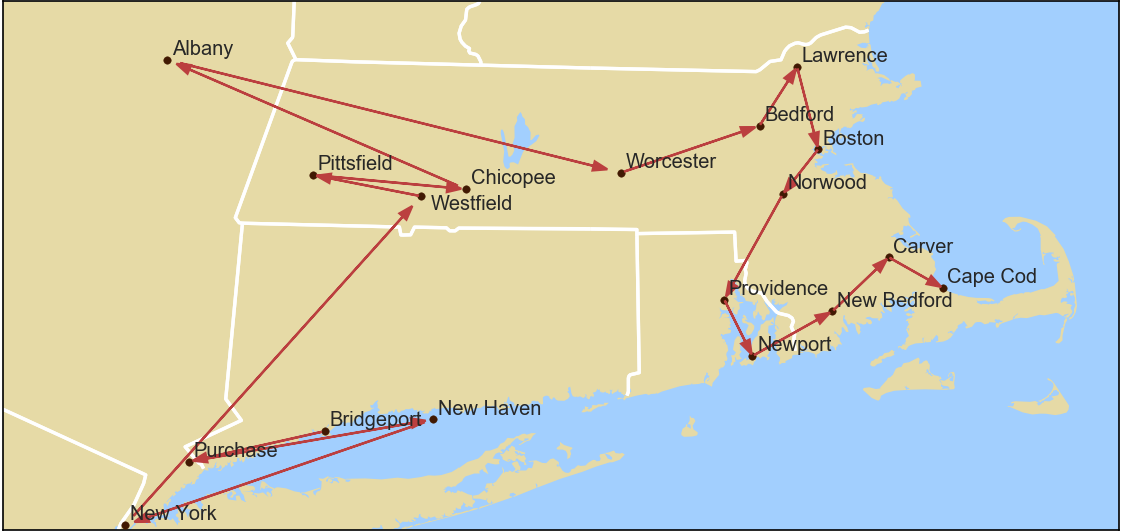 Albany
Lawrence
Bedford
Boston
Pittsfield
Worcester
Chicopee
Norwood
Westfield
Carver
Cape Cod
Providence
New Bedford
Newport
New Haven
Bridgeport
Purchase
New York